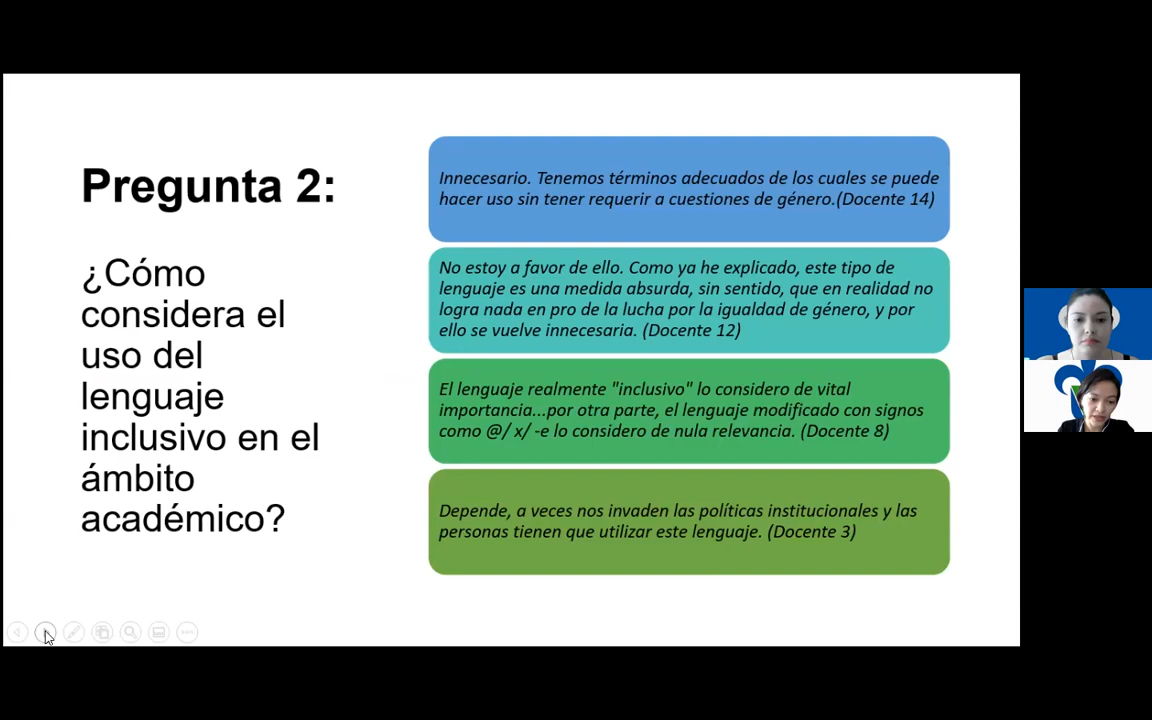 Pregunta 2:
¿Cómo
considera el
uso del
lenguaje
inclusivo en el
ámbito
académico?
Innecesario. Tenemos términos adecuados de los cuales se puede
hacer uso sin tener requerir a cuestiones de género.(Docente 14)
No estoy a favor de ello. Como ya he explicado, este tipo de
lenguaje es una medida absurda, sin sentido, que en realidad no
logra nada en pro de la lucha por la igualdad de género, y por
ello se vuelve innecesaria. (Docente 12)
El lenguaje realmente "inclusivo" lo considero de vital
importancia...por otra parte, el lenguaje modificado con signos
como @/ x/ -e lo considero de nula relevancia. (Docente 8)
Depende, a veces nos invaden las políticas institucionales y las
personas tienen que utilizar este lenguaje. (Docente 3)